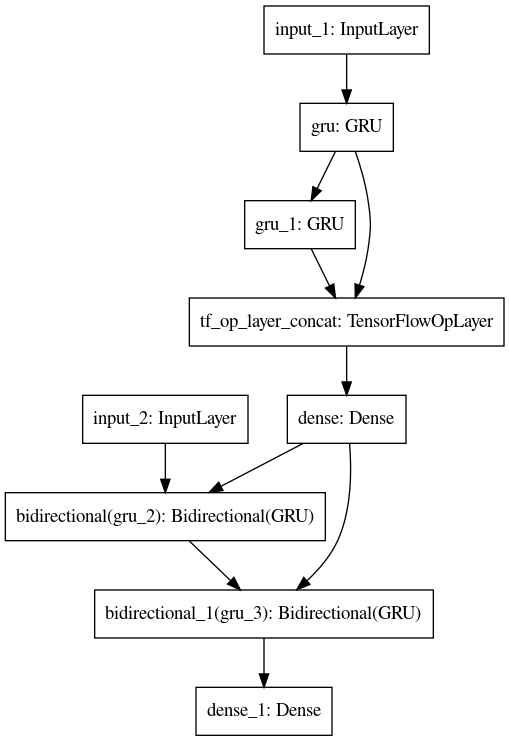 input_1: InputLayer
gru: GRU
gru_1: GRU
tf_op_layer_concat: TensorFlowOpLayer
input_2: InputLayer
dense: Dense
bidirectional(gru_2): Bidirectional(GRU)
bidirectional_1(gru_3): Bidirectional(GRU)
dense_1: Dense